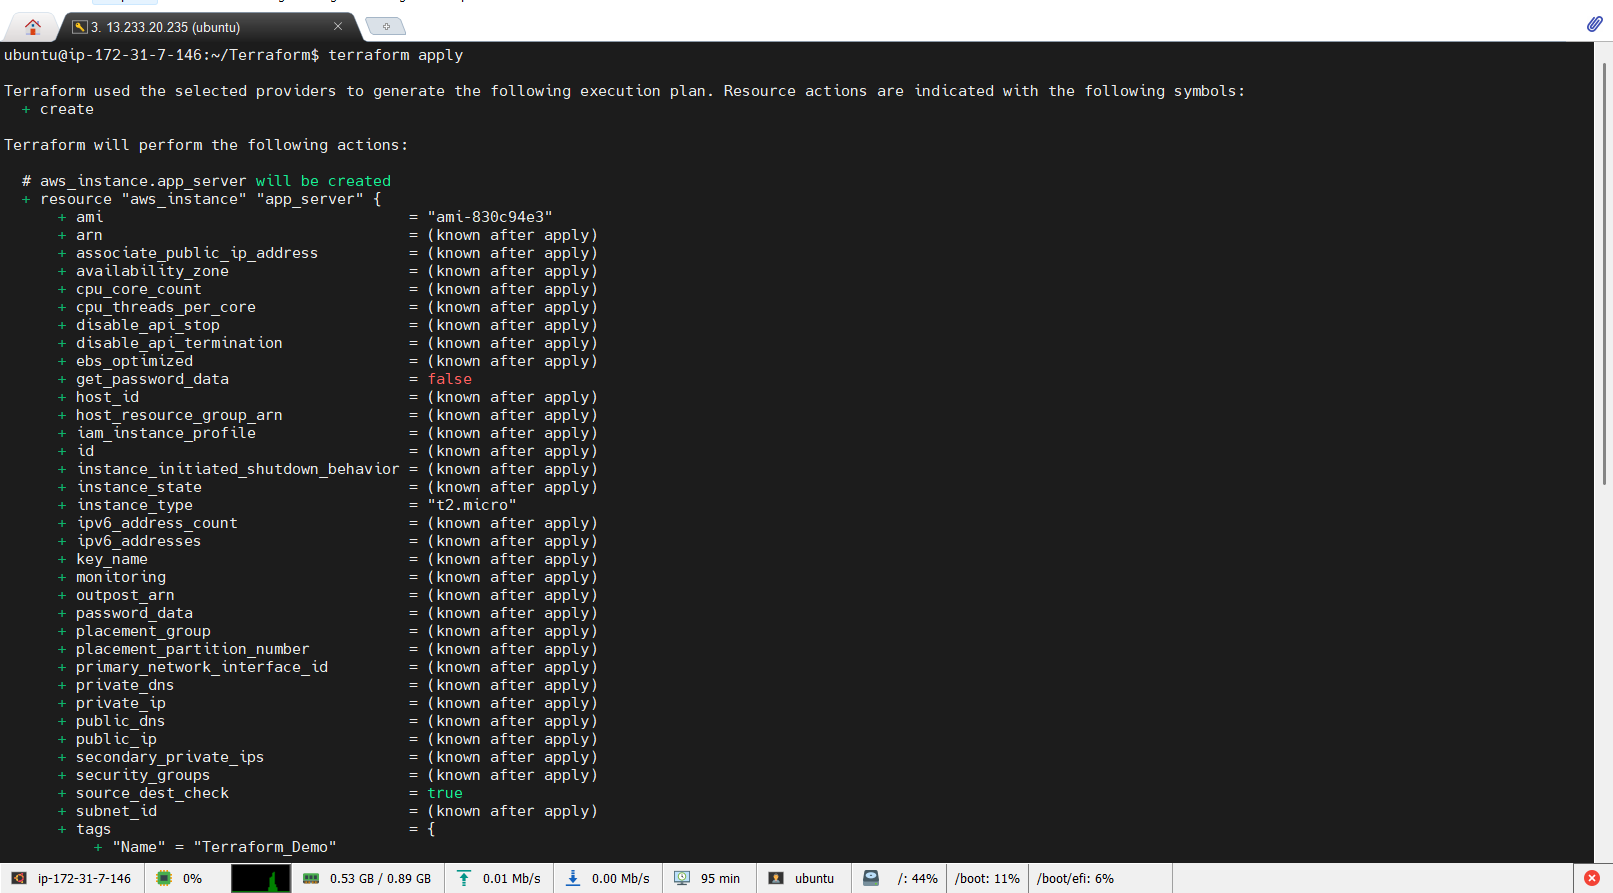 3. 13.233.20.235 (ubuntu)
ubuntu@ip-172-31-7-146:~/Terraform$ terraform apply
Terraform used the selected providers to generate the following execution plan. Resource actions are indicated with the following symbols:
+ create
Terraform will perform the following actions:
# aws_instance.app_server will be created
+ resource "aws_instance" "app_server" {
+ ami = "ami-830c94e3"
+ arn = (known after apply)
+ associate_public_ip_address = (known after apply)
+ availability_zone = (known after apply)
+ cpu_core_count = (known after apply)
+ cpu_threads_per_core = (known after apply)
+ disable_api_stop = (known after apply)
+ disable_api_termination = (known after apply)
+ ebs_optimized = (known after apply)
+ get_password_data = false
+ host_id = (known after apply)
+ host_resource_group_arn = (known after apply)
+ iam_instance_profile = (known after apply)
+ id = (known after apply)
+ instance_initiated_shutdown_behavior = (known after apply)
+ instance_state = (known after apply)
+ instance_type = "t2.micro"
+ ipv6_address_count = (known after apply)
+ ipv6_addresses = (known after apply)
+ key_name = (known after apply)
+ monitoring = (known after apply)
+ outpost_arn = (known after apply)
+ password_data = (known after apply)
+ placement_group = (known after apply)
+ placement_partition_number = (known after apply)
+ primary_network_interface_id = (known after apply)
+ private_dns = (known after apply)
+ private_ip = (known after apply)
+ public_dns = (known after apply)
+ public_ip = (known after apply)
+ secondary_private_ips = (known after apply)
+ security_groups = (known after apply)
+ source_dest_check = true
+ subnet_id = (known after apply)
+ tags = {
+ "Name" = "Terraform_Demo"
ip-172-31-7-146 0% 0.53 GB / 0.89 GB 0.01 Mb/s 0.00 Mb/s 95 min ubuntu /: 44% /boot: 11% /boot/efi: 6%